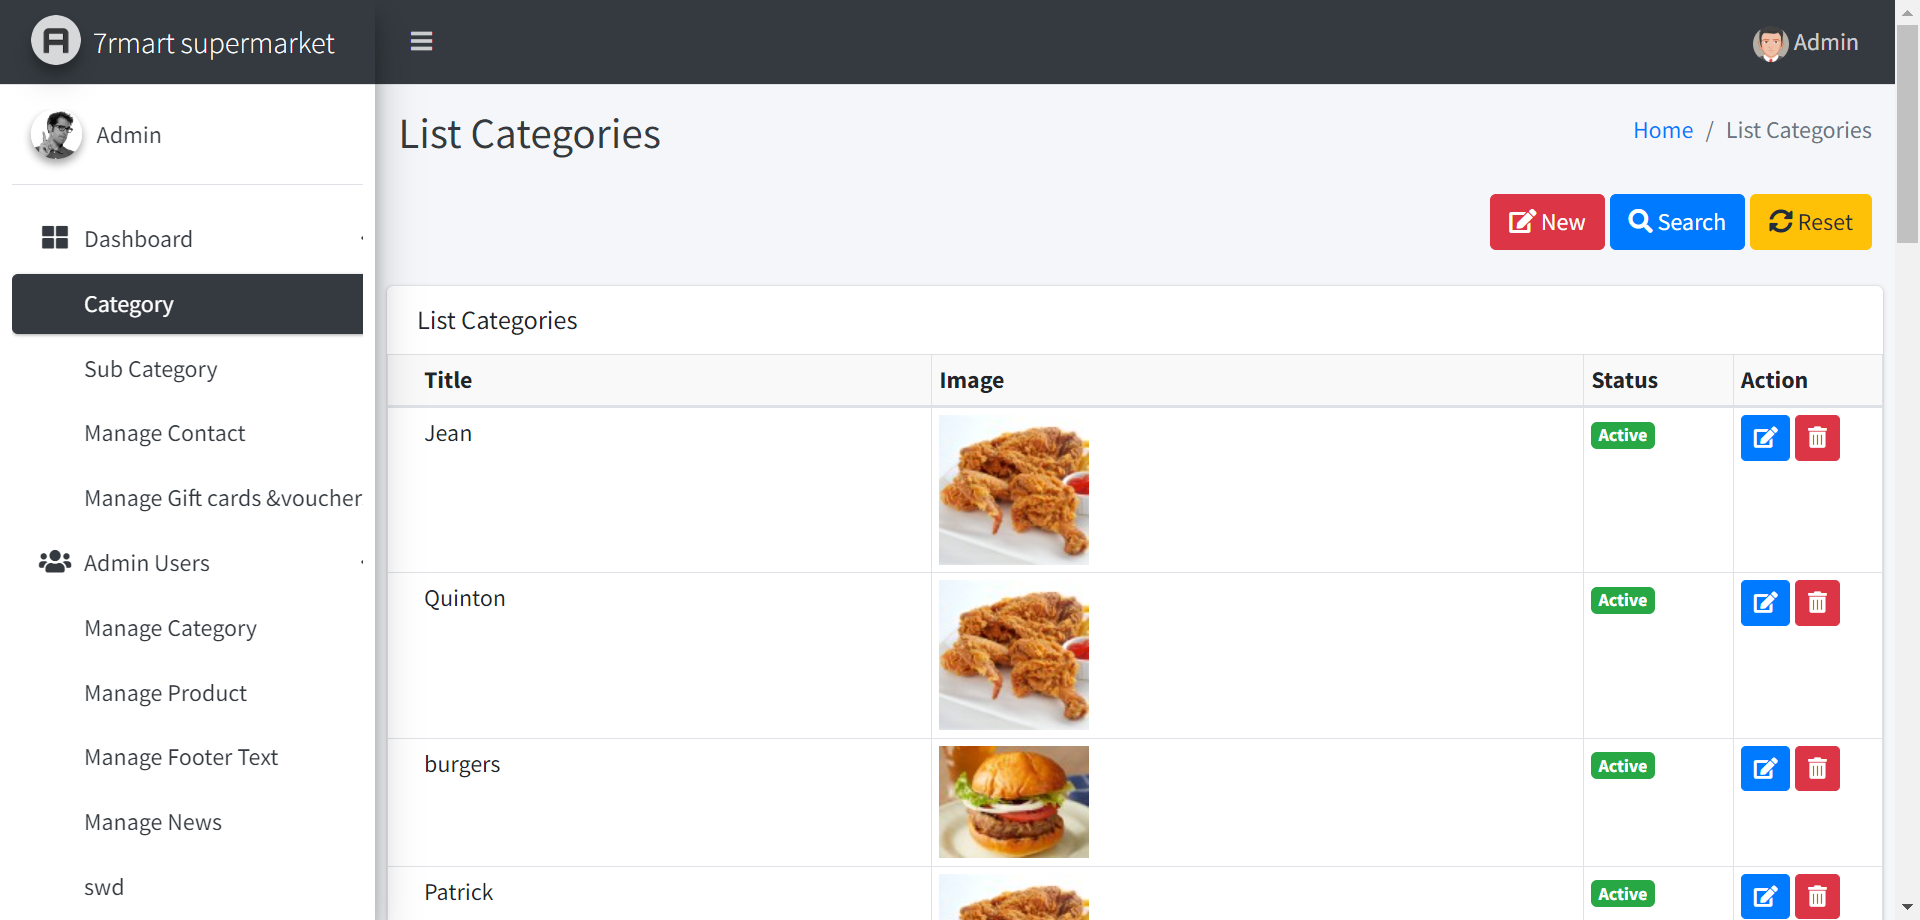 7rmart supermarket
Admin
Admin
Dashboard
Category
Sub Category
Manage Contact
Manage Gift cards &voucher
Admin Users
Manage Category
Manage Product
Manage Footer Text
Manage News
swd
List Categories
Home / List Categories
New Search Reset
List Categories
Title Image Status Action
Jean Active
Quinton Active
burgers Active
Patrick Active